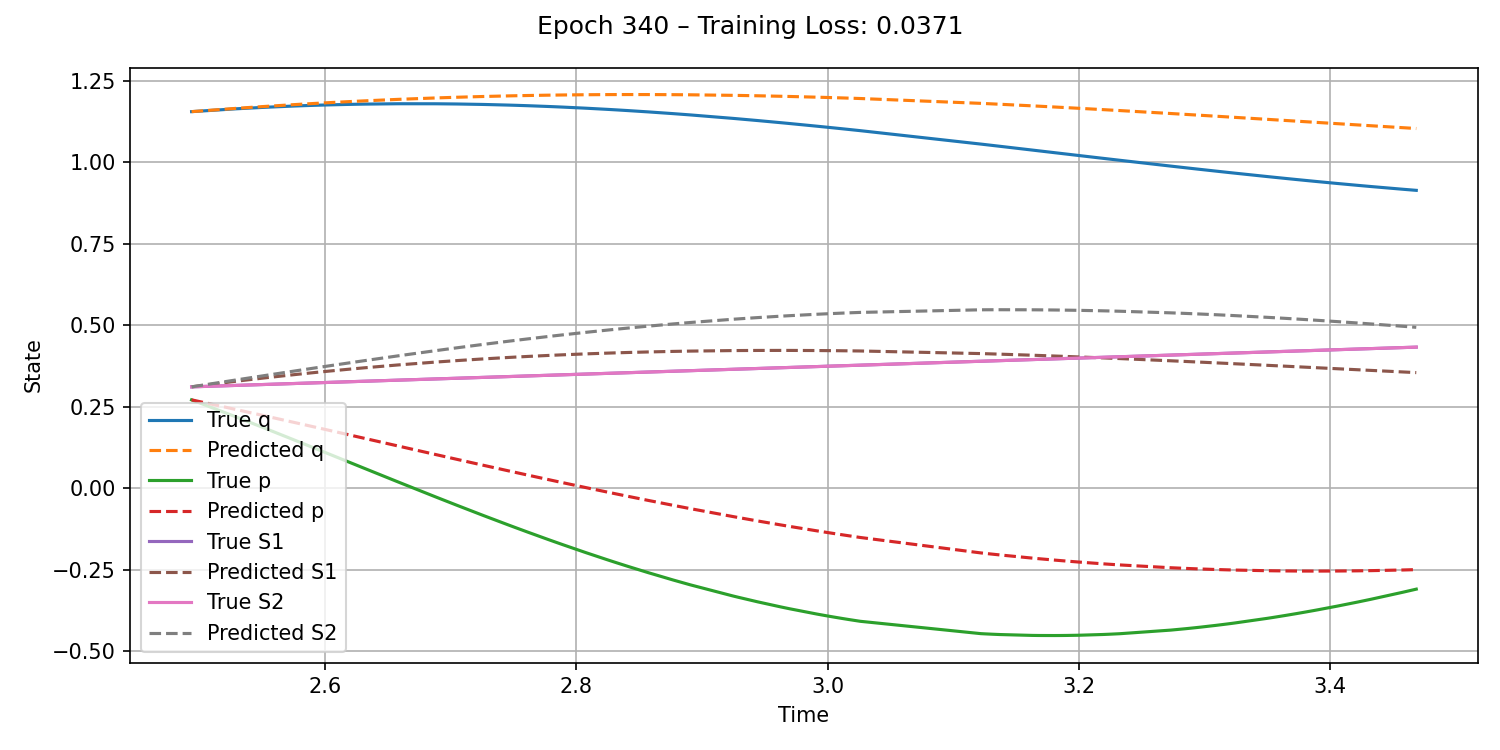 Epoch 340 – Training Loss: 0.0371
1.25
1.00
0.75
0.50
0.25
0.00
−0.25
−0.50
State
True q
Predicted q
True p
Predicted p
True S1
Predicted S1
True S2
Predicted S2
2.6 2.8 3.0 3.2 3.4
Time